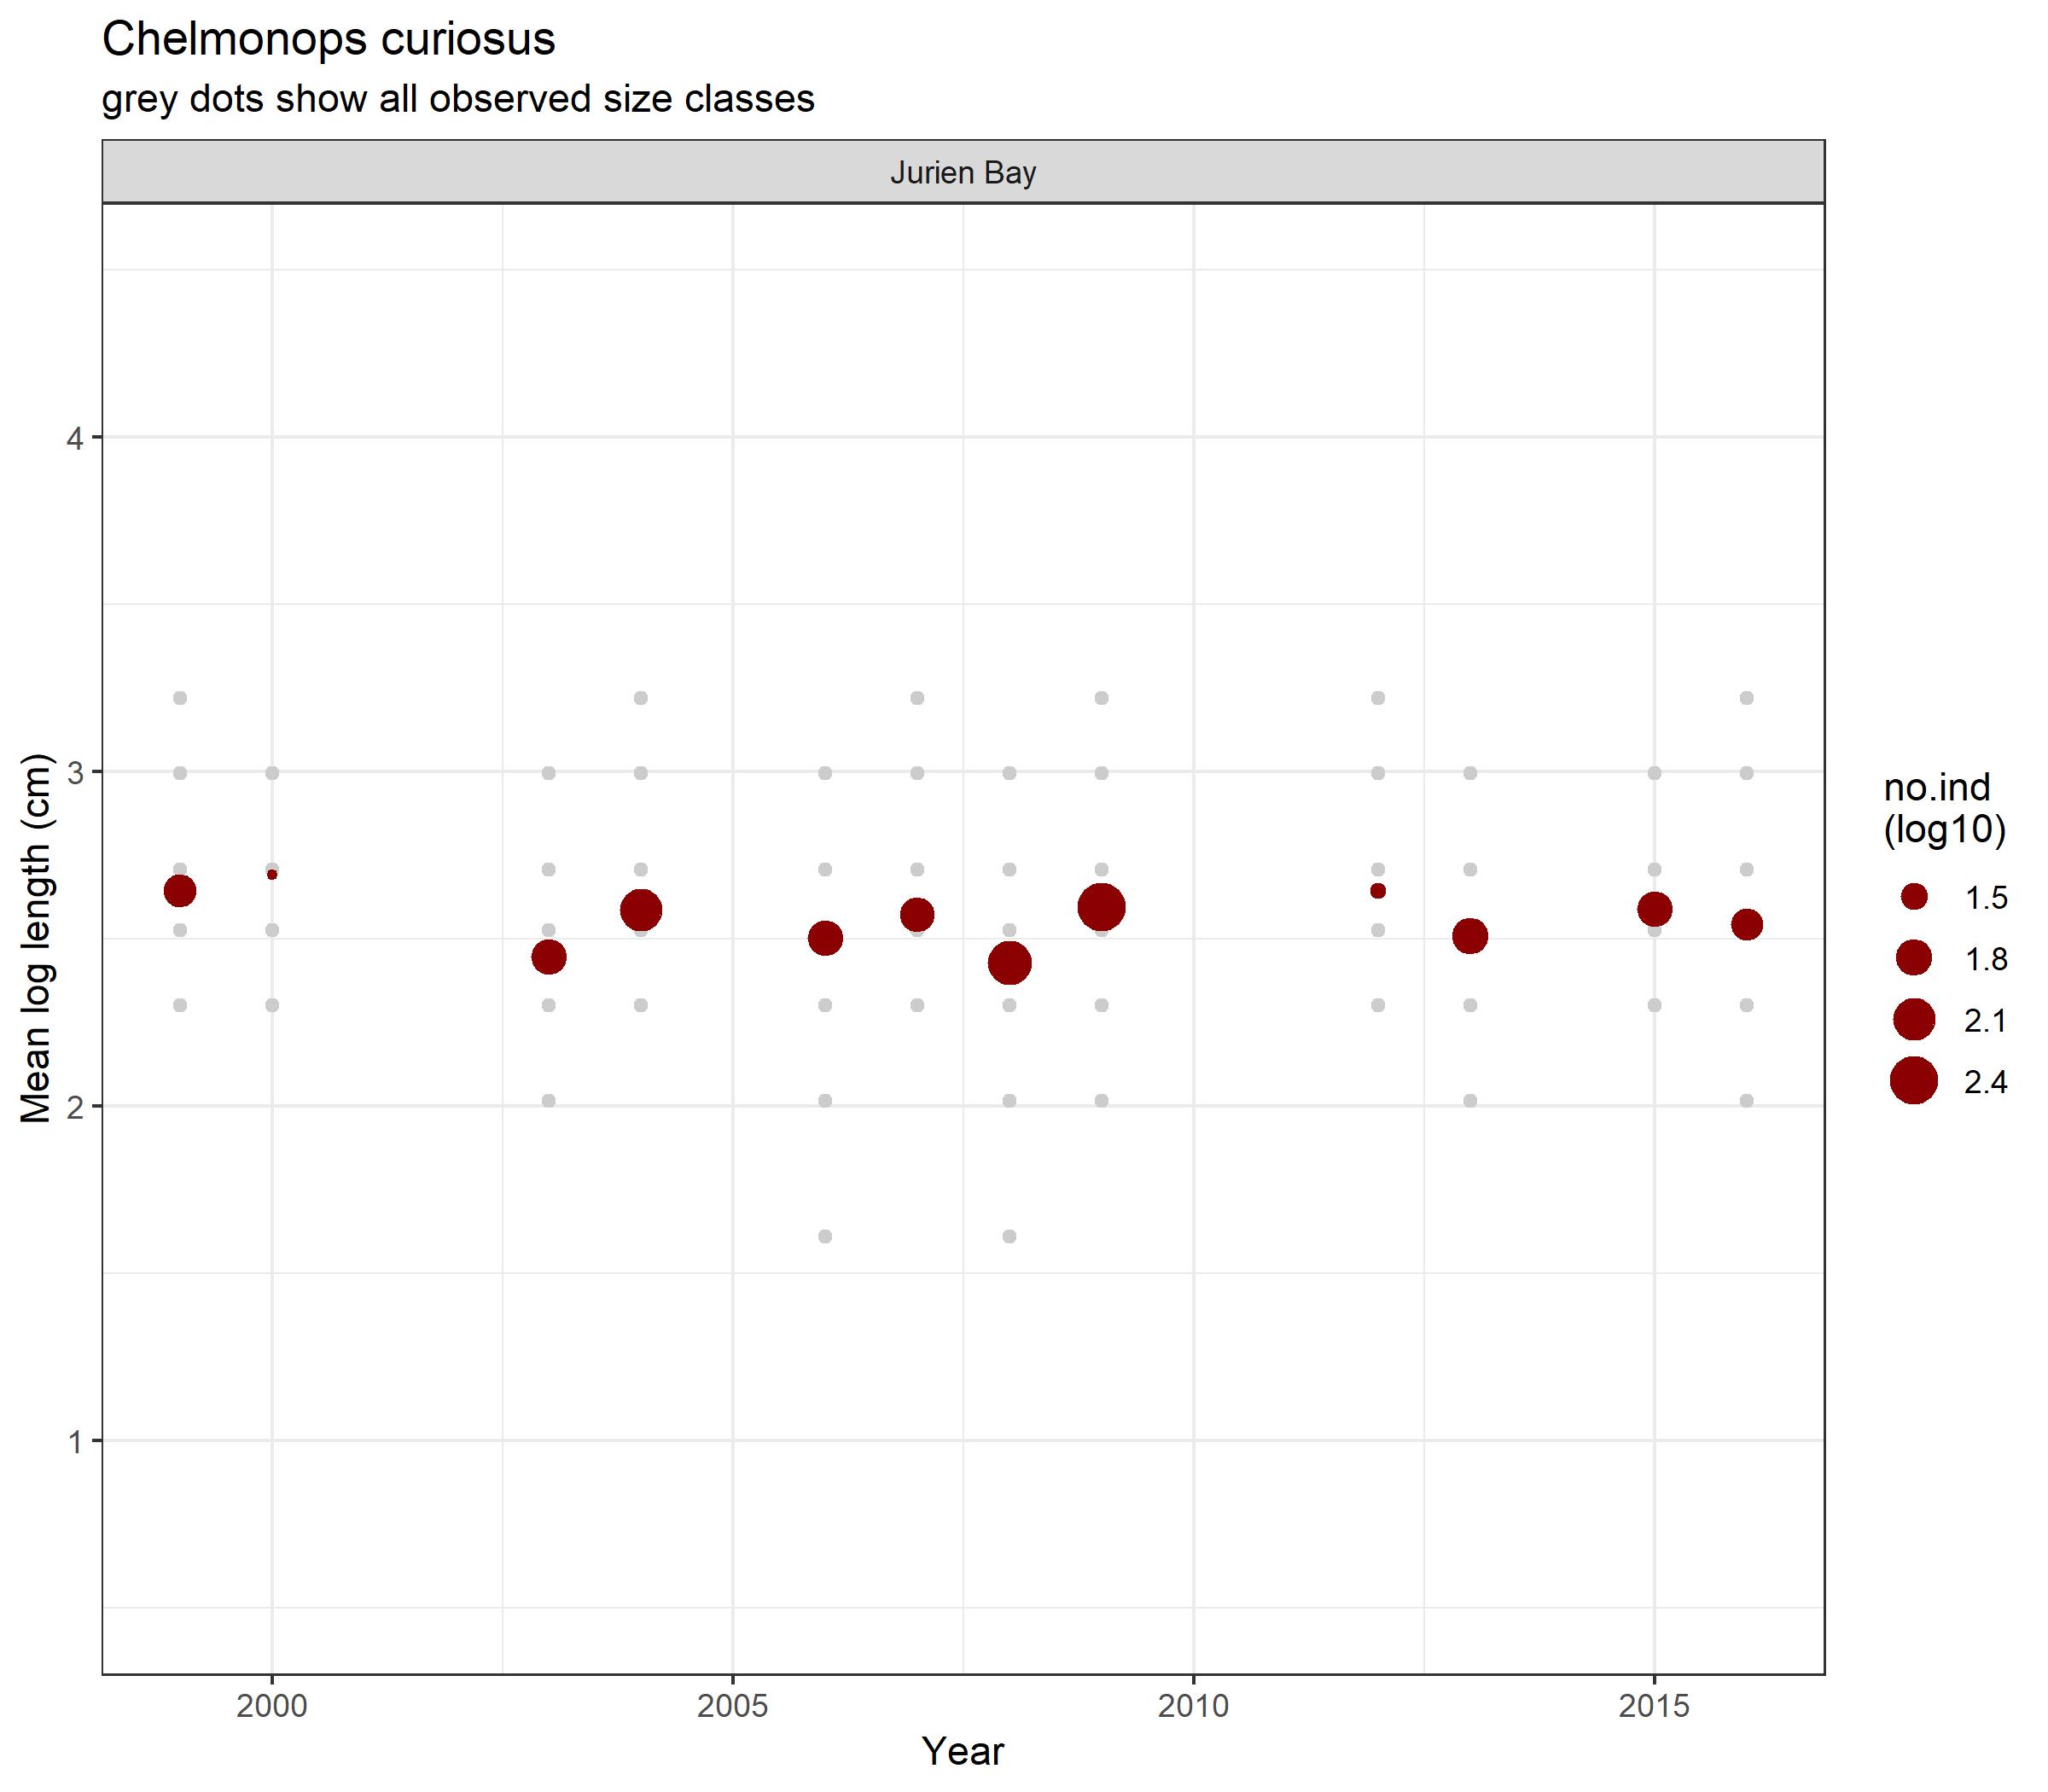 Chelmonops curiosus
grey dots show all observed size classes
Jurien Bay
Mean log length (cm)
4
3
2
1
2000
2005
2010
2015
Year
no.ind
(log10)
1.5
1.8
2.1
2.4